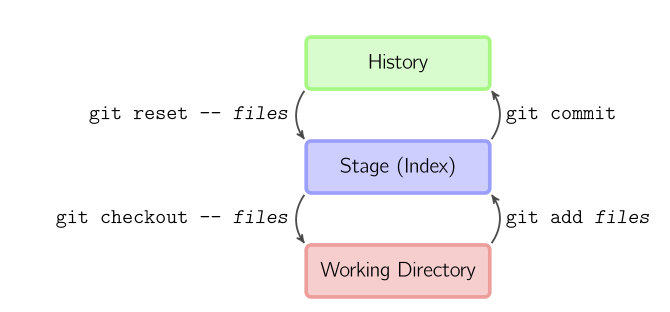 History
git reset -- files
git commit
Stage (Index)
git checkout -- files
git add files
Working Directory